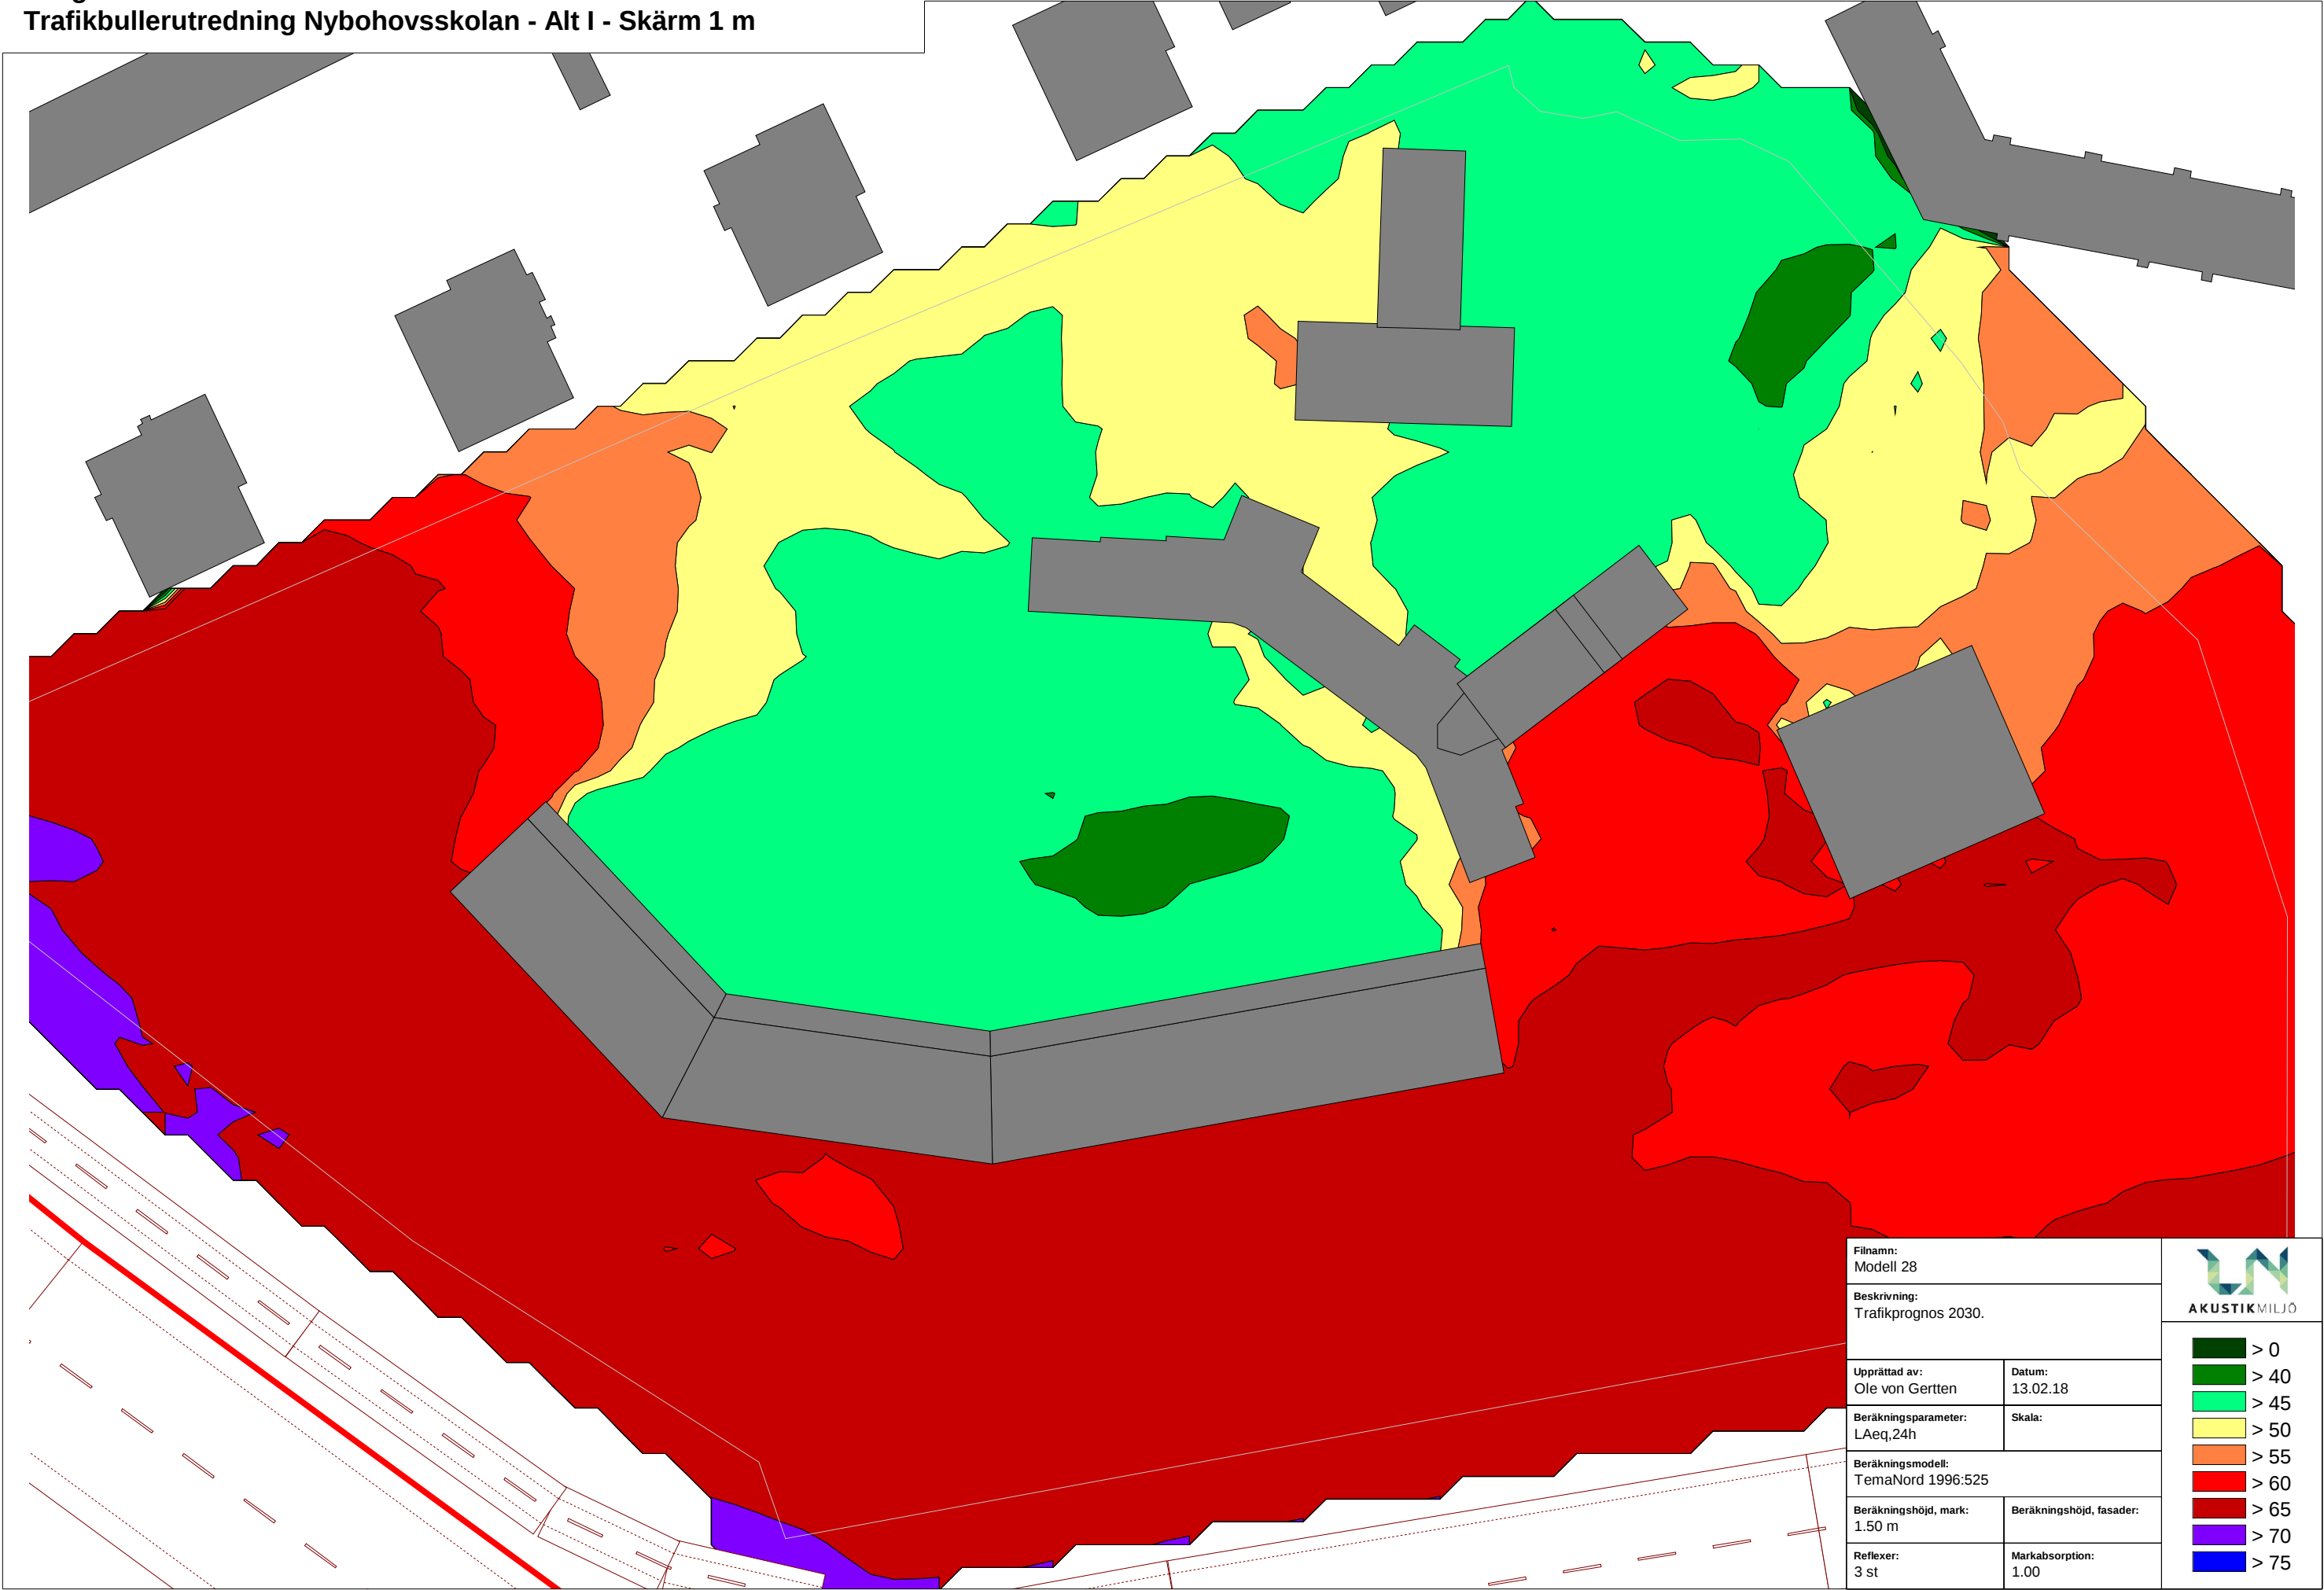 Trafikbullerutredning Nybohovsskolan - Alt I - Skärm 1 m
Filnamn:
Modell 28
Beskrivning:
Trafikprognos 2030.
Upprättad av:
Ole von Gertten
Datum:
13.02.18
Beräkningsparameter:
LAeq,24h
Skala:
Beräkningsmodell:
TemaNord 1996:525
Beräkningshöjd, mark:
1.50 m
Beräkningshöjd, fasader:
Reflexer:
3 st
Markabsorption:
1.00
AKUSTIKMILJÖ
> 0
> 40
> 45
> 50
> 55
> 60
> 65
> 70
> 75